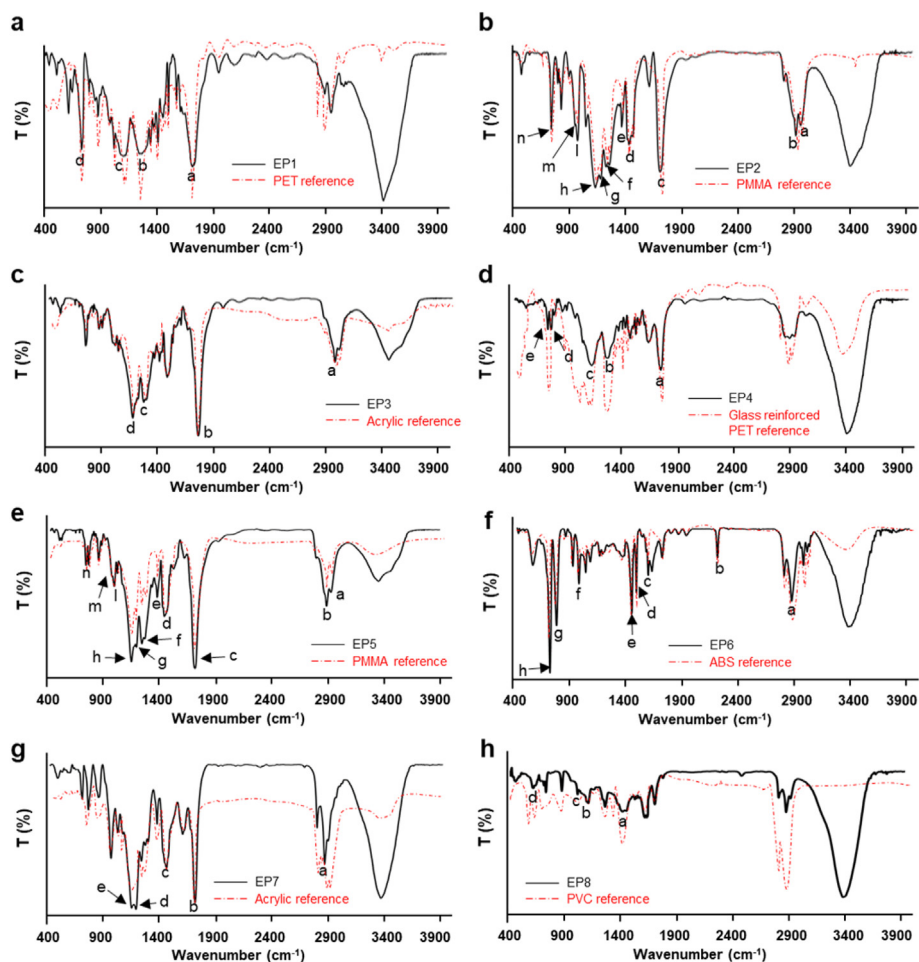 a
T (%)
d
c
b
a
EP1
PET reference
400 900 1400 1900 2400 2900 3400 3900
Wavenumber (cm-1)
b
T (%)
n
m
l
h
g
f
e
d
c
b
a
EP2
PMMA reference
400 900 1400 1900 2400 2900 3400 3900
Wavenumber (cm-1)
c
T (%)
d
c
b
a
EP3
Acrylic reference
400 900 1400 1900 2400 2900 3400 3900
Wavenumber (cm-1)
d
T (%)
e
d
c
b
a
EP4
Glass reinforced
PET reference
400 900 1400 1900 2400 2900 3400 3900
Wavenumber (cm-1)
e
T (%)
n
m
l
h
g
f
e
d
c
b
a
EP5
PMMA reference
400 900 1400 1900 2400 2900 3400 3900
Wavenumber (cm-1)
f
T (%)
h
g
f
e
d
c
b
a
EP6
ABS reference
400 900 1400 1900 2400 2900 3400 3900
Wavenumber (cm-1)
g
T (%)
e
d
c
b
a
EP7
Acrylic reference
400 900 1400 1900 2400 2900 3400 3900
Wavenumber (cm-1)
h
T (%)
d
c
b
a
EP8
PVC reference
400 900 1400 1900 2400 2900 3400 3900
Wavenumber (cm-1)